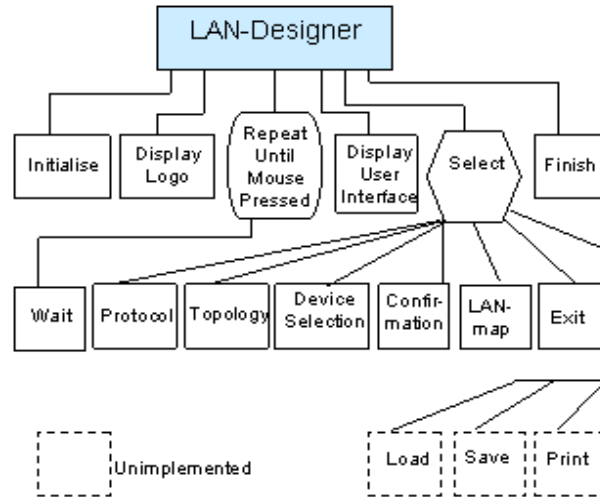 LAN-Designer
Initialise
Display
Logo
Repeat
Until
Mouse
Pressed
Display
User
Interface
Select
Finish
Wait
Protocol
Topology
Device
Selection
Confir-
mation
LAN-
map
Exit
Unimplemented
Load
Save
Print